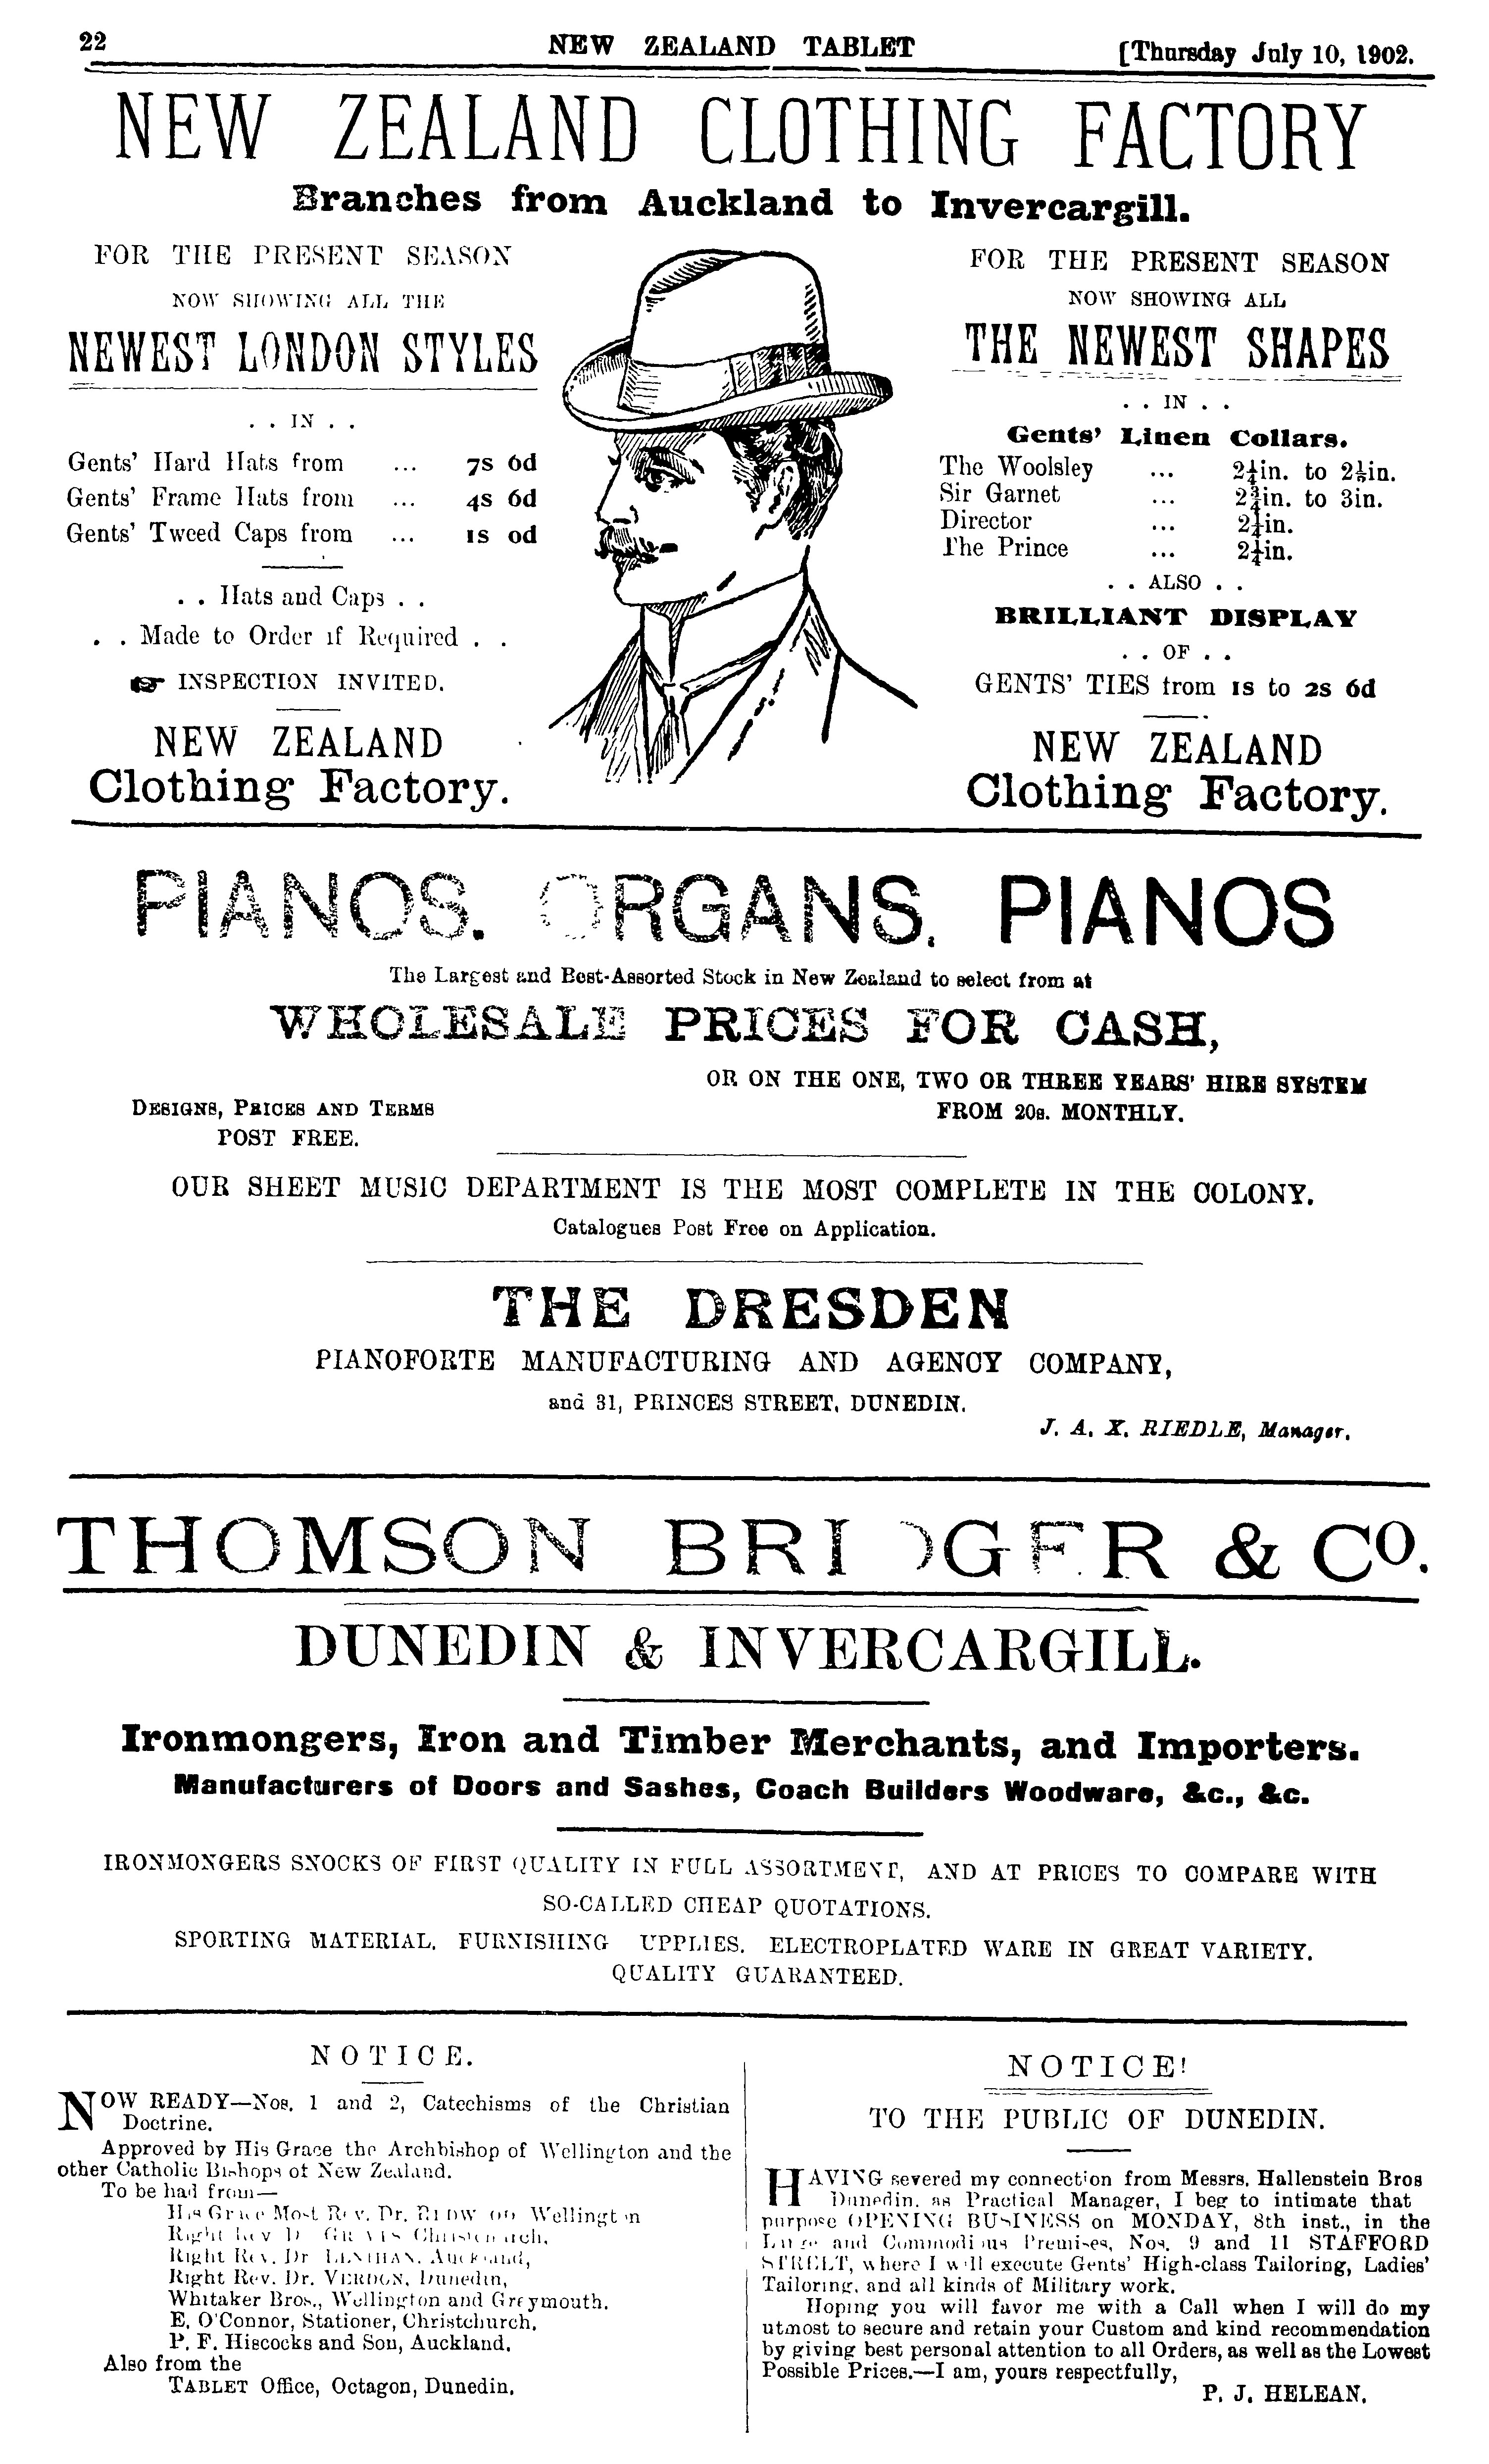 22 NEW ZEALAND TABLET [Thursday July 10, 1902.
NEW ZEALAND CLOTHING FACTORY
Branches from Auckland to Invercargill.
FOR THE PRESENT SEASON
NOW SHOWING ALL THE
NEWEST LONDON STYLES
. . IN . .
Gents' Hard Hats from ... 7s 6d
Gents' Frame Hats from ... 4s 6d
Gents' Tweed Caps from ... 1s 0d
. . Hats and Caps . .
. . Made to Order if Required . .
☛ INSPECTION INVITED.
NEW ZEALAND
Clothing Factory.
FOR THE PRESENT SEASON
NOW SHOWING ALL
THE NEWEST SHAPES
. . IN . .
Gents' Linen Collars.
The Woolsley ... 2¼in. to 2½in.
Sir Garnet ... 2¾in. to 3in.
Director ... 2¼in.
The Prince ... 2¼in.
. . ALSO . .
BRILLIANT DISPLAY
. . OF . .
GENTS' TIES from 1s to 2s 6d
NEW ZEALAND
Clothing Factory.
PIANOS. ORGANS. PIANOS
The Largest and Best-Assorted Stock in New Zealand to select from at
WHOLESALE PRICES FOR CASH,
OR ON THE ONE, TWO OR THREE YEARS' HIRE SYSTEM
FROM 20s. MONTHLY.
DESIGNS, PRICES AND TERMS
POST FREE.
OUR SHEET MUSIC DEPARTMENT IS THE MOST COMPLETE IN THE COLONY.
Catalogues Post Free on Application.
THE DRESDEN
PIANOFORTE MANUFACTURING AND AGENCY COMPANY,
and 31, PRINCES STREET, DUNEDIN.
J. A. X. RIEDLE, Manager.
THOMSON BRIDGER & CO.
DUNEDIN & INVERCARGILL.
Ironmongers, Iron and Timber Merchants, and Importers.
Manufacturers of Doors and Sashes, Coach Builders Woodware, &c., &c.
IRONMONGERS SNOCKS OF FIRST QUALITY IN FULL ASSORTMENT, AND AT PRICES TO COMPARE WITH
SO-CALLED CHEAP QUOTATIONS.
SPORTING MATERIAL. FURNISHING UPPLIES. ELECTROPLATED WARE IN GREAT VARIETY.
QUALITY GUARANTEED.
NOTICE.
NOW READY—Nos. 1 and 2, Catechisms of the Christian
Doctrine.
Approved by His Grace the Archbishop of Wellington and the
other Catholic Bishops of New Zealand.
To be had from—
His Grace Most Rev. Dr. Wellington
Right Rev Dr Christchurch,
Right Rev. Dr LENIHAN, Auckland,
Right Rev. Dr. VERDON, Dunedin,
Whitaker Bros., Wellington and Greymouth.
E. O'Connor, Stationer, Christchurch.
P. F. Hiscocks and Son, Auckland.
Also from the
TABLET Office, Octagon, Dunedin.
NOTICE!
TO THE PUBLIC OF DUNEDIN.
HAVING severed my connection from Messrs. Hallenstein Bros
Dunedin. as Practical Manager, I beg to intimate that
purpose OPENING BUSINESS on MONDAY, 8th inst., in the
Large and Commodious Premises, Nos. 9 and 11 STAFFORD
STREET, where I will execute Gents' High-class Tailoring, Ladies'
Tailoring. and all kinds of Military work.
Hoping you will favor me with a Call when I will do my
utmost to secure and retain your Custom and kind recommendation
by giving best personal attention to all Orders, as well as the Lowest
Possible Prices.—I am, yours respectfully,
P. J. HELEAN.